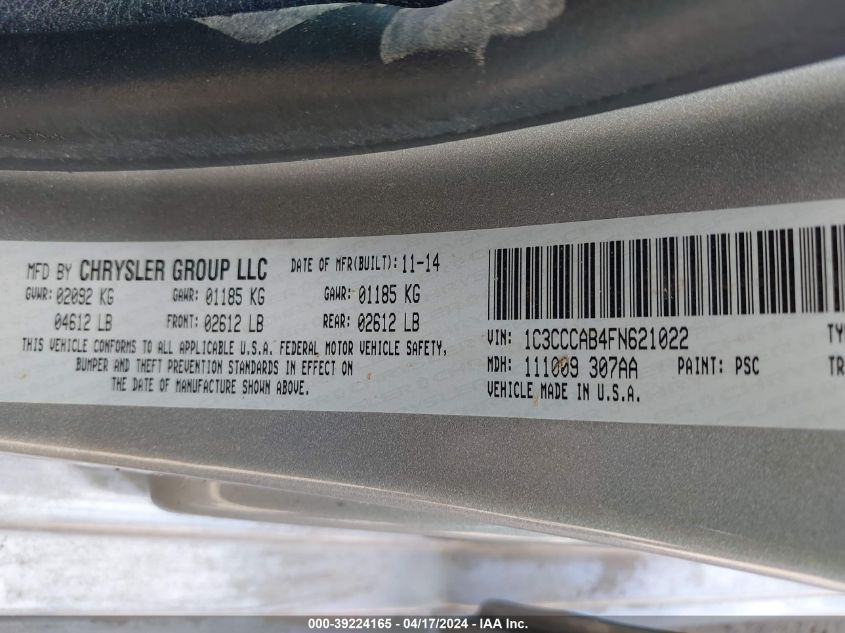 MFD BY CHRYSLER GROUP LLC DATE OF MFR(BUILT): 11-14
GVWR: 02092 KG GAWR: 01185 KG GAWR: 01185 KG
04612 LB FRONT: 02612 LB REAR: 02612 LB
THIS VEHICLE CONFORMS TO ALL APPLICABLE U.S.A. FEDERAL MOTOR VEHICLE SAFETY,
BUMPER AND THEFT PREVENTION STANDARDS IN EFFECT ON
THE DATE OF MANUFACTURE SHOWN ABOVE.
VIN: 1C3CCCAB4FN621022 TY
MDH: 111009 307AA PAINT: PSC TR
VEHICLE MADE IN U.S.A.
000-39224165 - 04/17/2024 - IAA Inc.